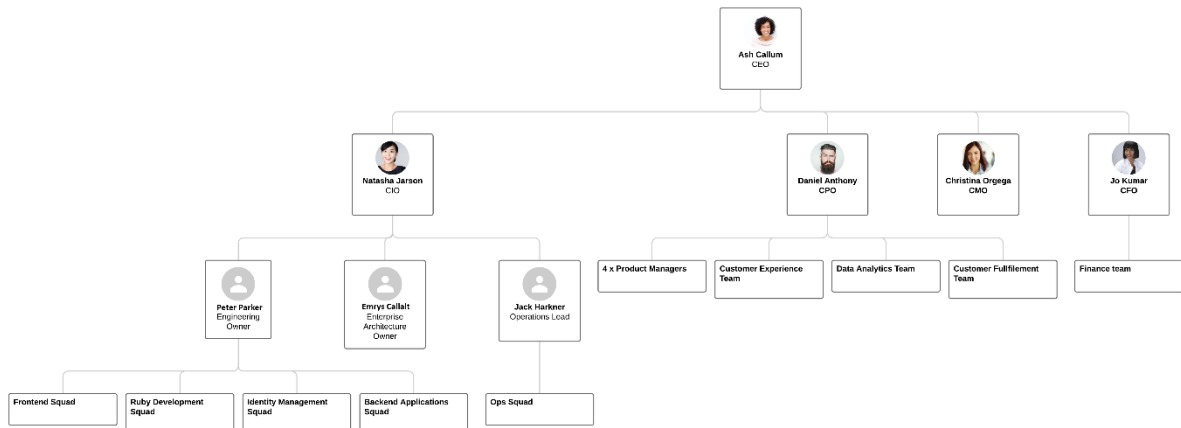 Ash Callum
CEO
Natasha Jarson
CIO
Daniel Anthony
CPO
Christina Orgega
CMO
Jo Kumar
CFO
Peter Parker
Engineering
Owner
Emrys Callalt
Enterprise
Architecture
Owner
Jack Harkner
Operations Lead
4 x Product Managers
Customer Experience
Team
Data Analytics Team
Customer Fullfilement
Team
Finance team
Frontend Squad
Ruby Development
Squad
Identity Management
Squad
Backend Applications
Squad
Ops Squad